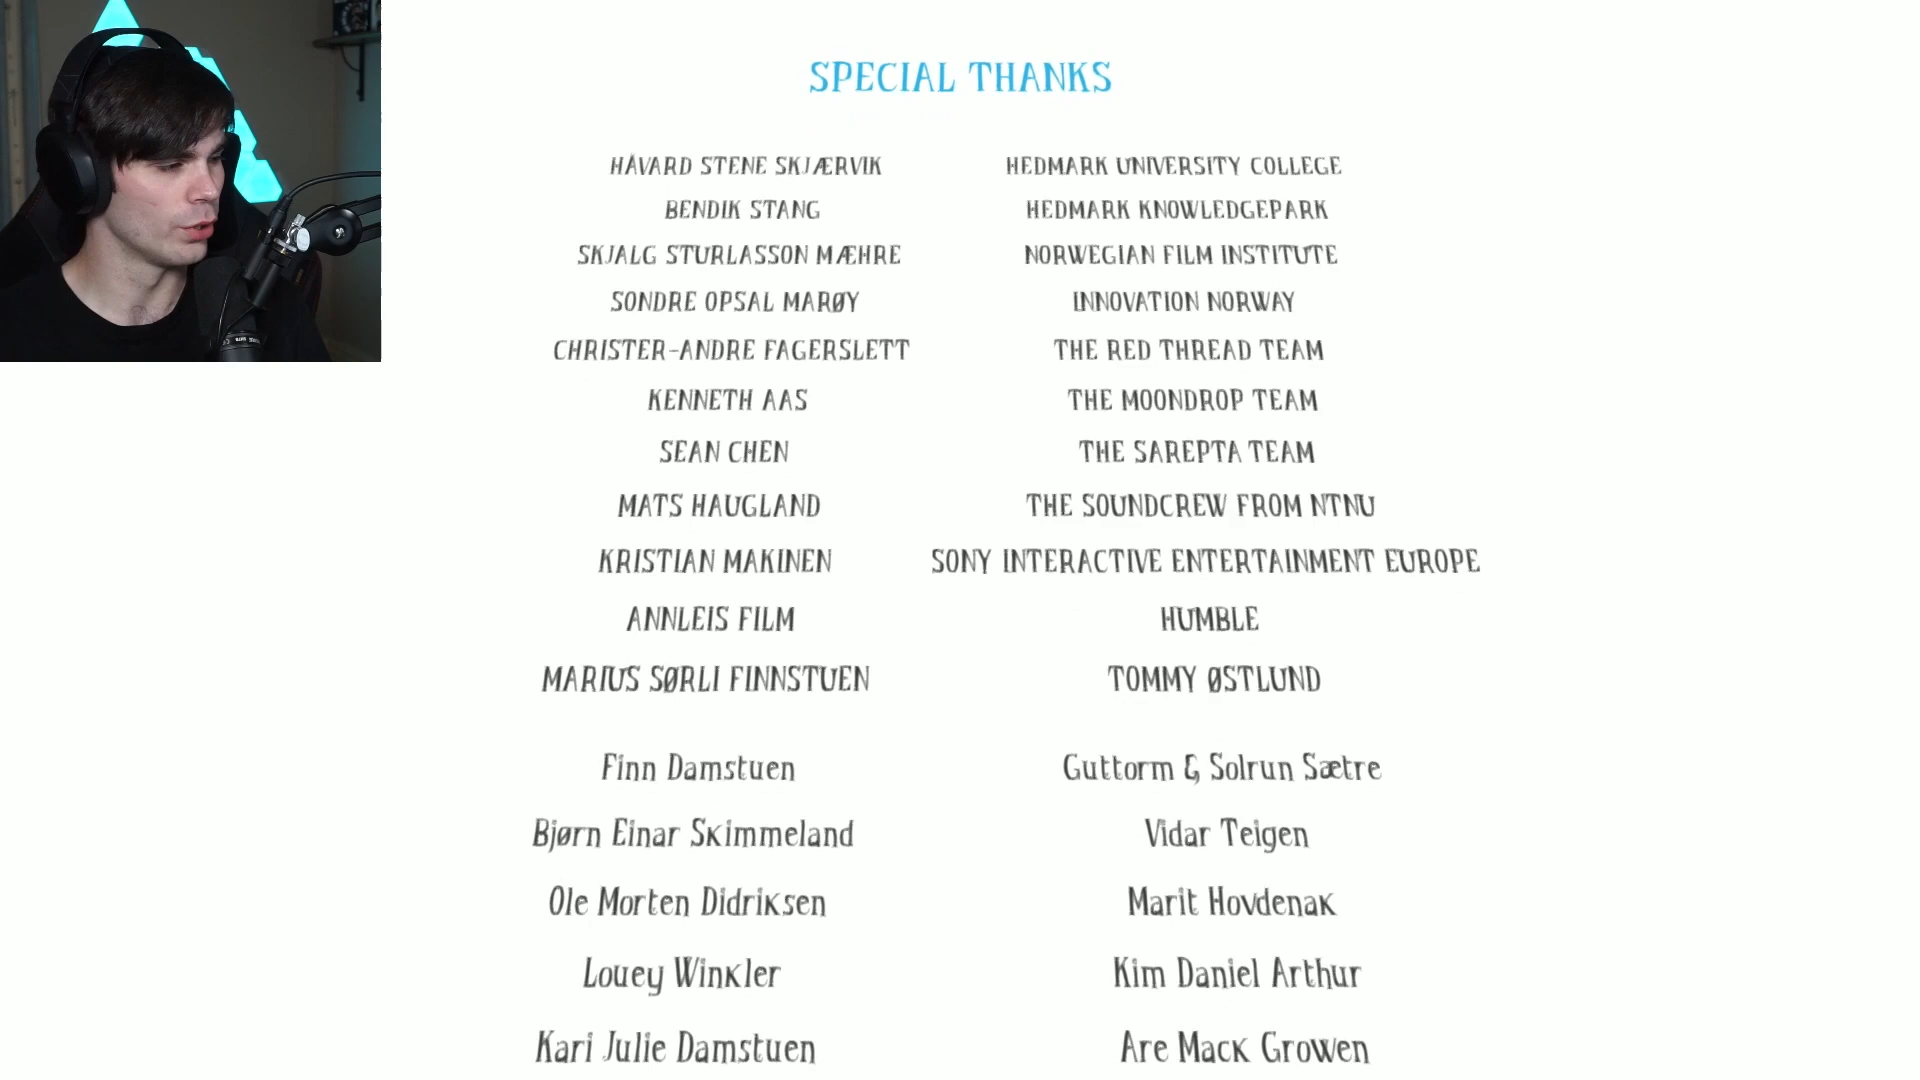 SPECIAL THANKS
HÅVARD STENE SKJÆRVIK
HEDMARK UNIVERSITY COLLEGE
BENDIK STANG
HEDMARK KNOWLEDGEPARK
SKJALG STURLASSON MÆHRE
NORWEGIAN FILM INSTITUTE
SONDRE OPSAL MARØY
INNOVATION NORWAY
CHRISTER-ANDRE FAGERSLETT
THE RED THREAD TEAM
KENNETH AAS
THE MOONDROP TEAM
SEAN CHEN
THE SAREPTA TEAM
MATS HAUGLAND
THE SOUNDCREW FROM NTNU
KRISTIAN MAKINEN
SONY INTERACTIVE ENTERTAINMENT EUROPE
ANNLEIS FILM
HUMBLE
MARIUS SØRLI FINNSTUEN
TOMMY ØSTLUND
Finn Damstuen
Guttorm & Solrun Sætre
Bjørn Einar Skimmeland
Vidar Teigen
Ole Morten Didriksen
Marit Hovdenak
Louey Winkler
Kim Daniel Arthur
Kari Julie Damstuen
Are Mack Growen